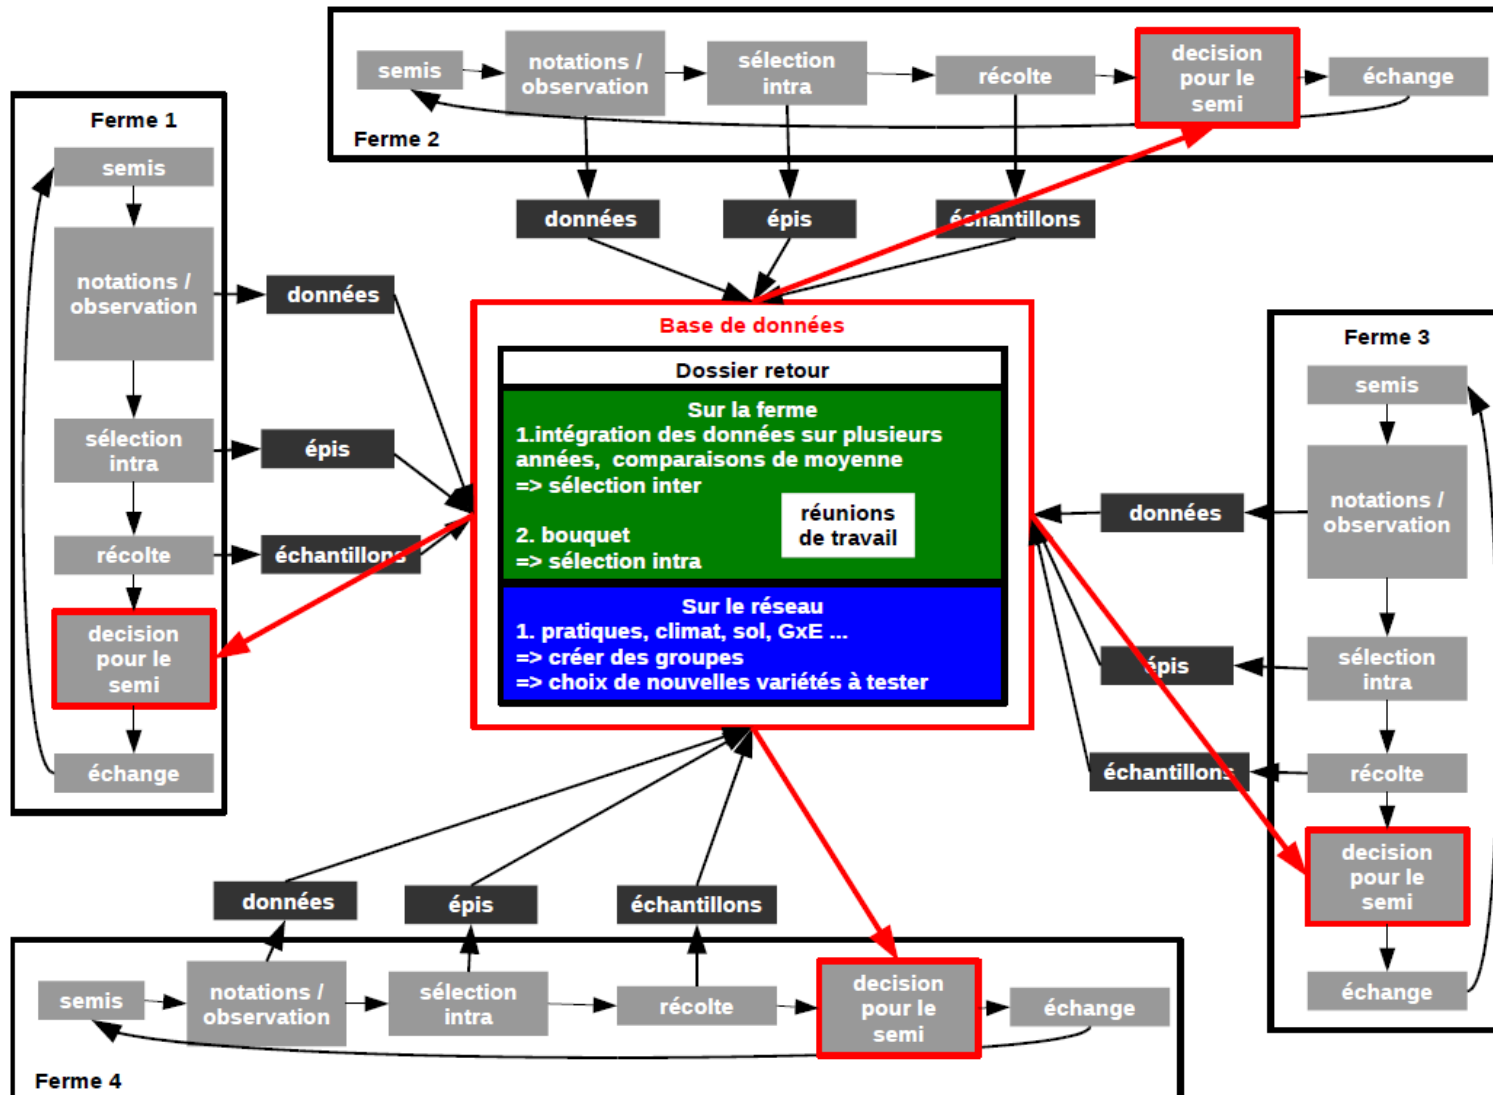 semis
notations /
observation
sélection
intra
récolte
decision
pour le
semi
échange
Ferme 2
données
épis
échantillons
Ferme 1
semis
notations /
observation
données
sélection
intra
épis
récolte
échantillons
decision
pour le
semi
échange
Base de données
Dossier retour
Sur la ferme
1.intégration des données sur plusieurs
années, comparaisons de moyenne
=> sélection inter
2. bouquet
=> sélection intra
réunions
de travail
Sur le réseau
1. pratiques, climat, sol, GxE ...
=> créer des groupes
=> choix de nouvelles variétés à tester
Ferme 3
semis
notations /
observation
données
sélection
intra
épis
récolte
échantillons
decision
pour le
semi
échange
données
épis
échantillons
semis
notations /
observation
sélection
intra
récolte
decision
pour le
semi
échange
Ferme 4